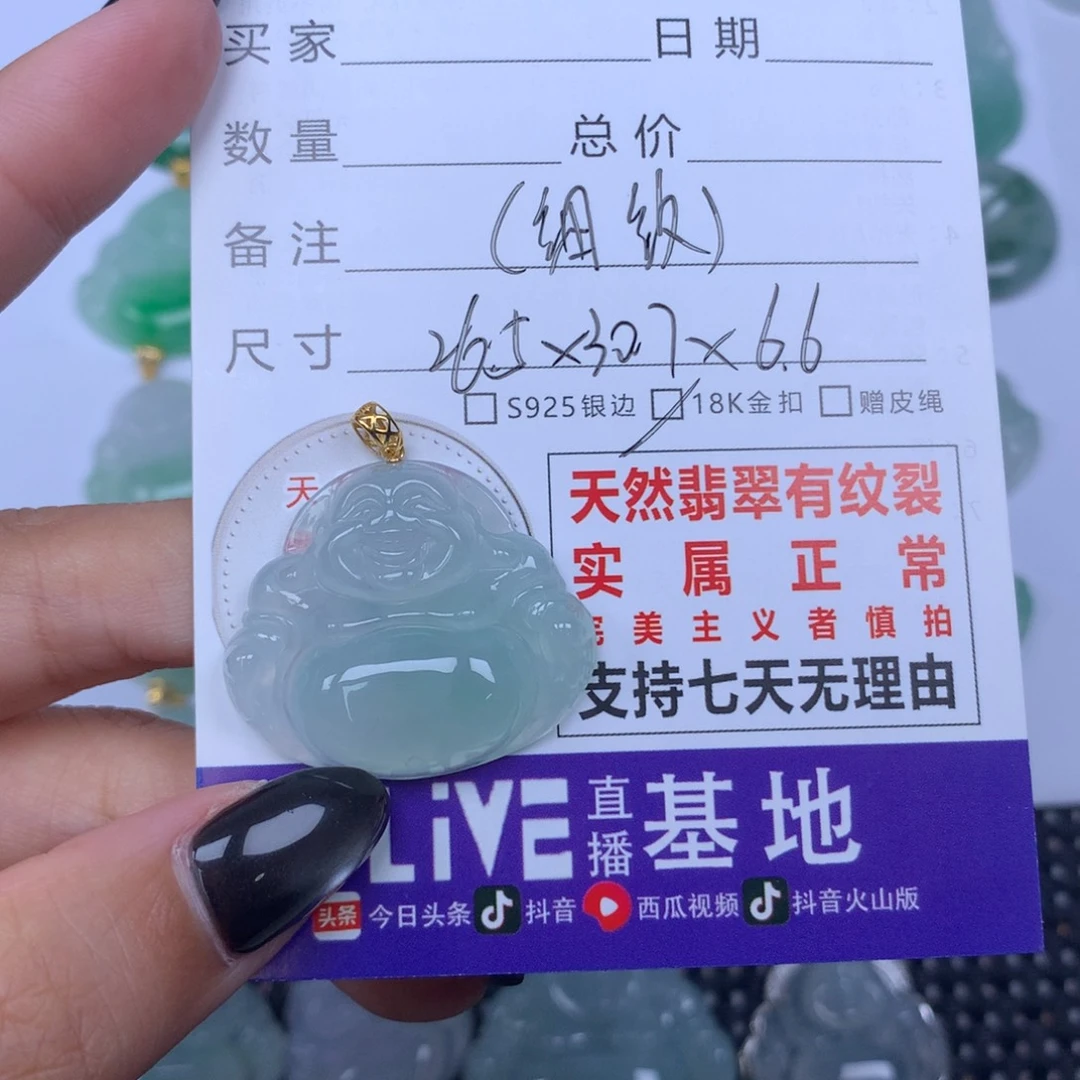 买家 日期
数量 总价
备注 (细纹)
尺寸 26.5×30.7×6.6
S925银边 18K金扣 赠皮绳
天
天然翡翠有纹裂
实属正常
完美主义者慎拍
支持七天无理由
LiVE 直播 基地
头条 今日头条 抖音 西瓜视频 抖音火山版